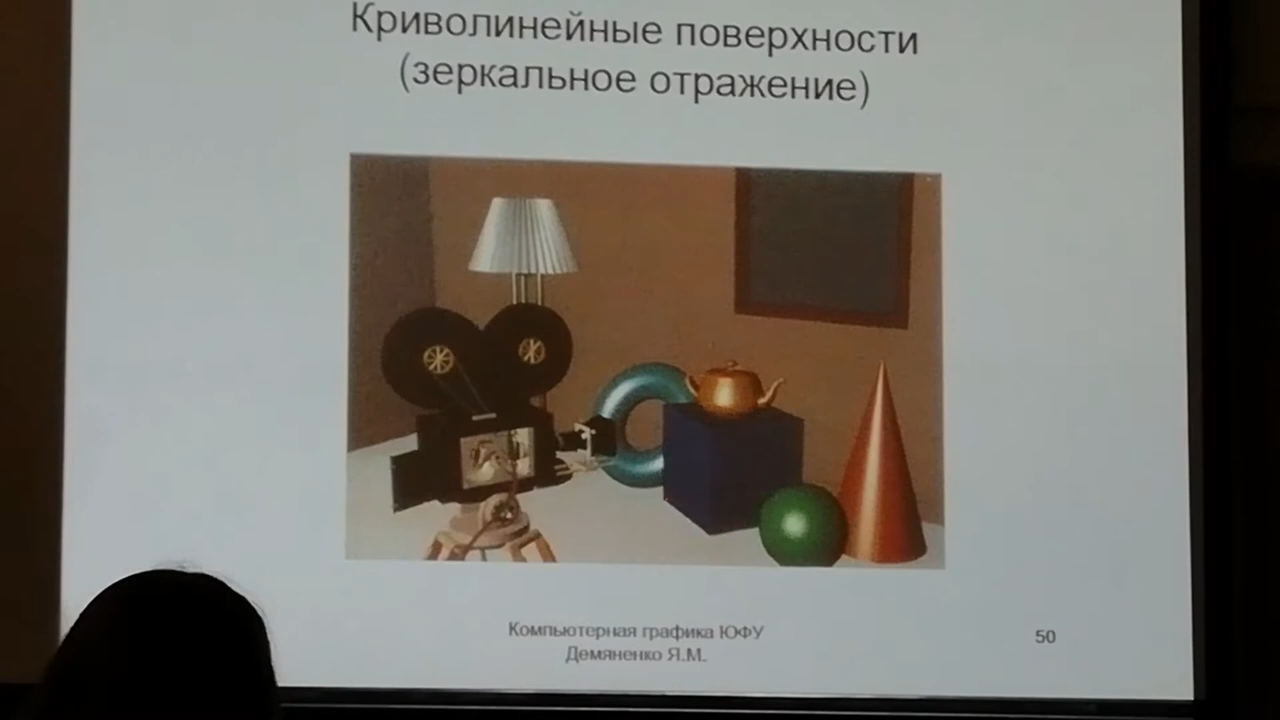 Криволинейные поверхности
(зеркальное отражение)
Компьютерная графика ЮФУ
Демяненко Я.М.
50